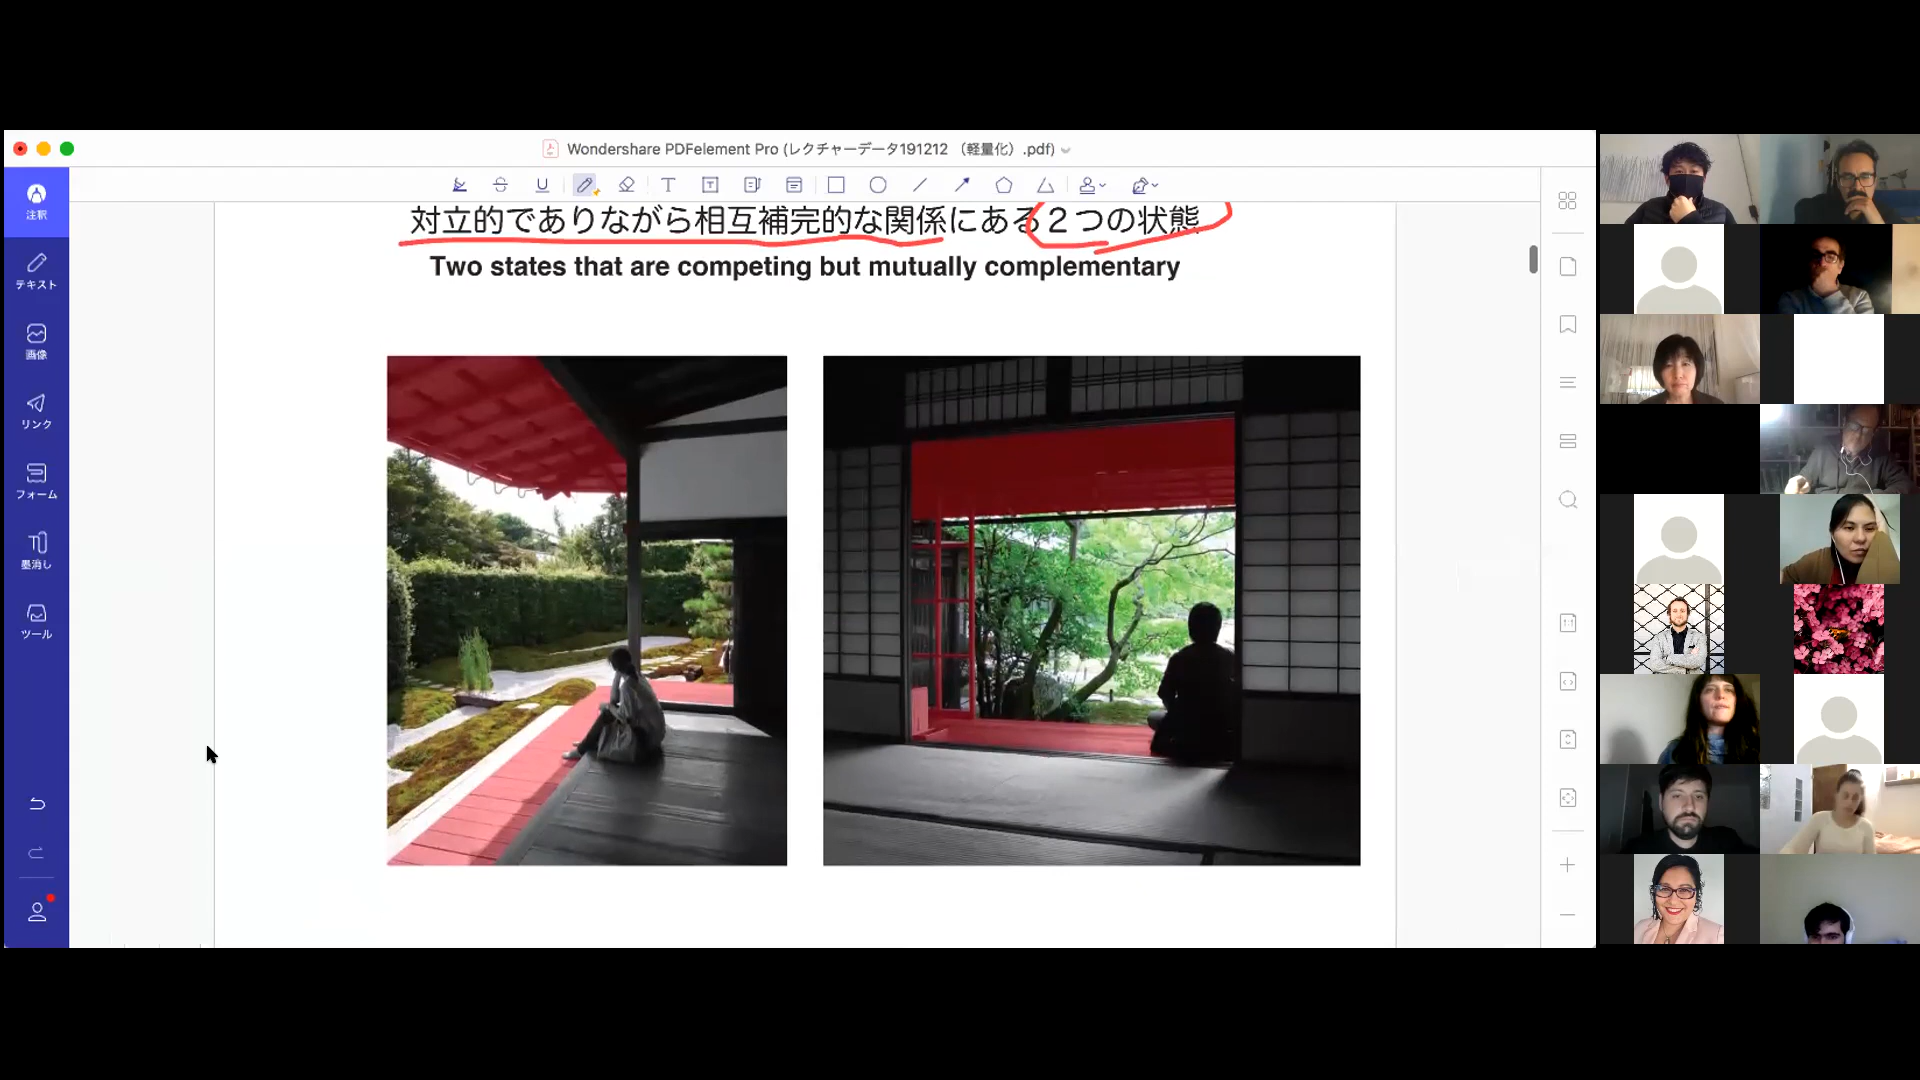 Wondershare PDFelement Pro (レクチャーデータ191212 （軽量化）.pdf)
注釈
テキスト
画像
リンク
フォーム
墨消し
ツール
対立的でありながら相互補完的な関係にある２つの状態
Two states that are competing but mutually complementary